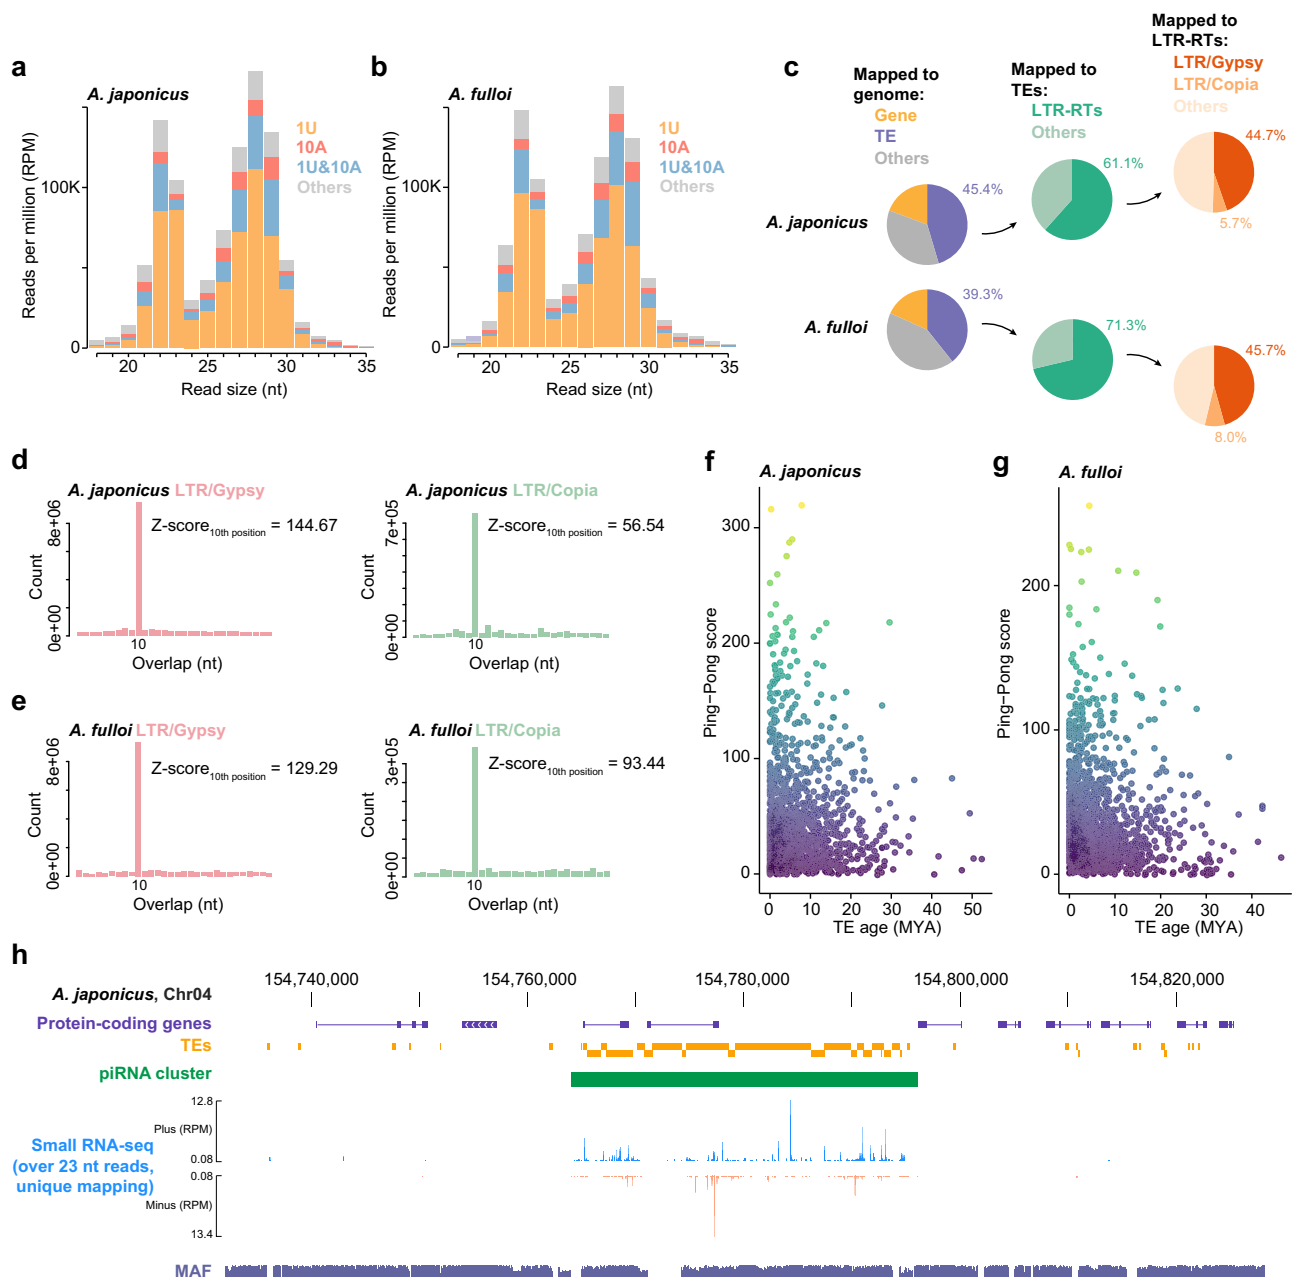 a
A. japonicus
Reads per million (RPM)
100K
0
1U
10A
1U&10A
Others
20
25
30
35
Read size (nt)
b
A. fulloi
Reads per million (RPM)
100K
0
1U
10A
1U&10A
Others
20
25
30
35
Read size (nt)
c
Mapped to
genome:
Gene
TE
Others
Mapped to
TEs:
LTR-RTs
Others
Mapped to
LTR-RTs:
LTR/Gypsy
LTR/Copia
Others
A. japonicus
45.4%
61.1%
44.7%
5.7%
A. fulloi
39.3%
71.3%
45.7%
8.0%
d
A. japonicus LTR/Gypsy
Z-score10th position = 144.67
Count
8e+06
0e+00
10
Overlap (nt)
A. japonicus LTR/Copia
Z-score10th position = 56.54
Count
7e+05
0e+00
10
Overlap (nt)
e
A. fulloi LTR/Gypsy
Z-score10th position = 129.29
Count
8e+06
0e+00
10
Overlap (nt)
A. fulloi LTR/Copia
Z-score10th position = 93.44
Count
3e+05
0e+00
10
Overlap (nt)
f
A. japonicus
Ping−Pong score
300
200
100
0
0
10
20
30
40
50
TE age (MYA)
g
A. fulloi
Ping−Pong score
200
100
0
0
10
20
30
40
TE age (MYA)
h
A. japonicus, Chr04
154,740,000
154,760,000
154,780,000
154,800,000
154,820,000
Protein-coding genes
TEs
piRNA cluster
Small RNA-seq
(over 23 nt reads,
unique mapping)
12.8
Plus (RPM)
0.08
0.08
Minus (RPM)
13.4
MAF